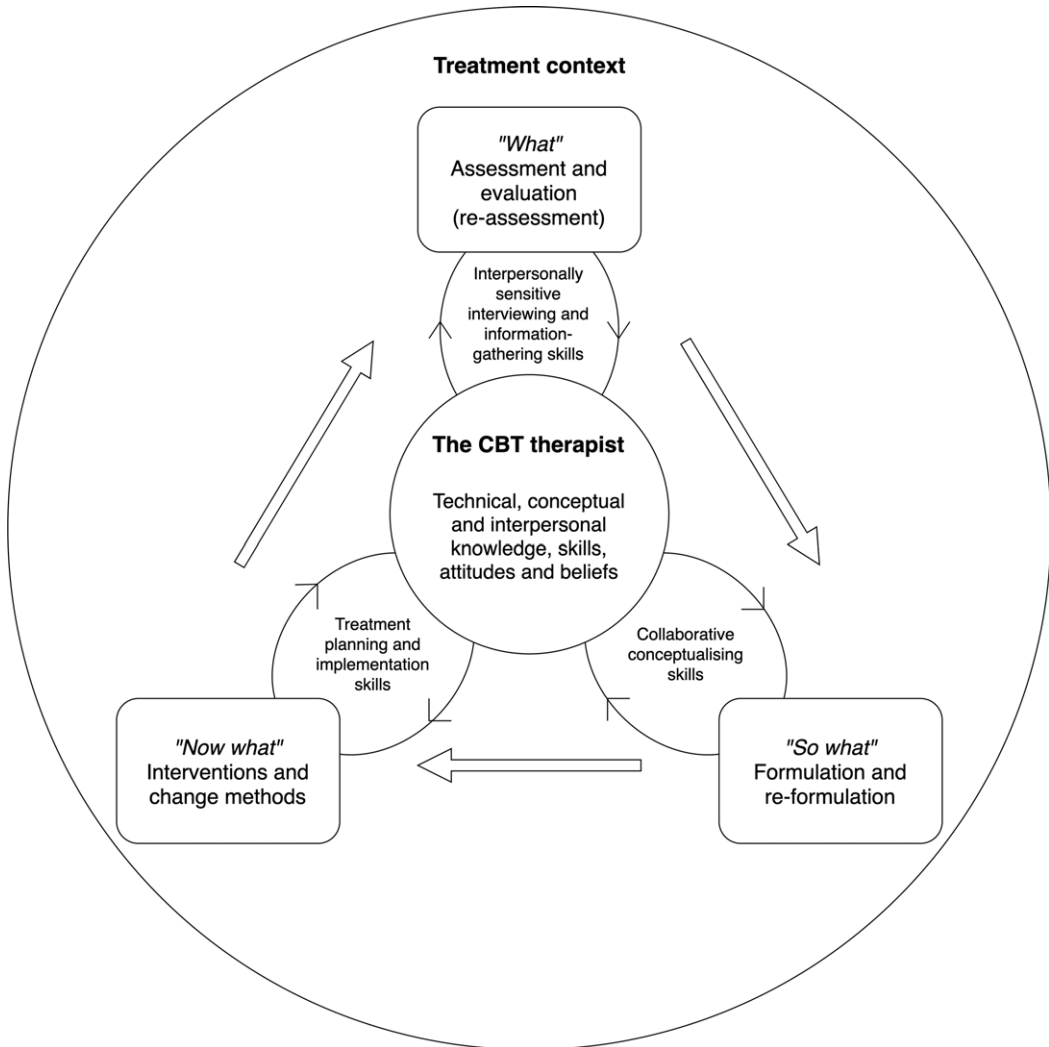 Treatment context
"What"
Assessment and
evaluation
(re-assessment)
Interpersonally
sensitive
interviewing and
information-
gathering skills
The CBT therapist
Technical, conceptual
and interpersonal
knowledge, skills,
attitudes and beliefs
Treatment
planning and
implementation
skills
Collaborative
conceptualising
skills
"Now what"
Interventions and
change methods
"So what"
Formulation and
re-formulation